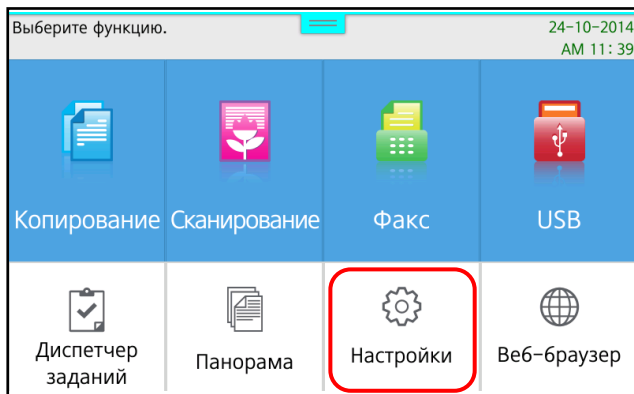 Выберите функцию.
24-10-2014
AM 11: 39
Копирование
Сканирование
Факс
USB
Диспетчер
заданий
Панорама
Настройки
Веб-браузер